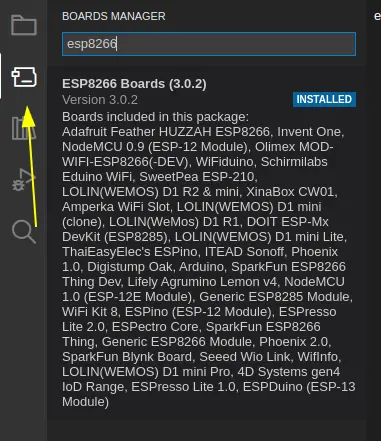 BOARDS MANAGER
e
esp8266
ESP8266 Boards (3.0.2)
Version 3.0.2
INSTALLED
Boards included in this package:
Adafruit Feather HUZZAH ESP8266, Invent One,
NodeMCU 0.9 (ESP-12 Module), Olimex MOD-
WIFI-ESP8266(-DEV), WiFiduino, Schirmilabs
Eduino WiFi, SweetPea ESP-210,
LOLIN(WEMOS) D1 R2 & mini, XinaBox CW01,
Amperka WiFi Slot, LOLIN(WEMOS) D1 mini
(clone), LOLIN(WeMos) D1 R1, DOIT ESP-Mx
DevKit (ESP8285), LOLIN(WEMOS) D1 mini Lite,
ThaiEasyElec's ESPino, ITEAD Sonoff, Phoenix
1.0, Digistump Oak, Arduino, SparkFun ESP8266
Thing Dev, Lifely Agrumino Lemon v4, NodeMCU
1.0 (ESP-12E Module), Generic ESP8285 Module,
WiFi Kit 8, ESPino (ESP-12 Module), ESPresso
Lite 2.0, ESPectro Core, SparkFun ESP8266
Thing, Generic ESP8266 Module, Phoenix 2.0,
SparkFun Blynk Board, Seeed Wio Link, WifInfo,
LOLIN(WEMOS) D1 mini Pro, 4D Systems gen4
IoD Range, ESPresso Lite 1.0, ESPDuino (ESP-13
Module)